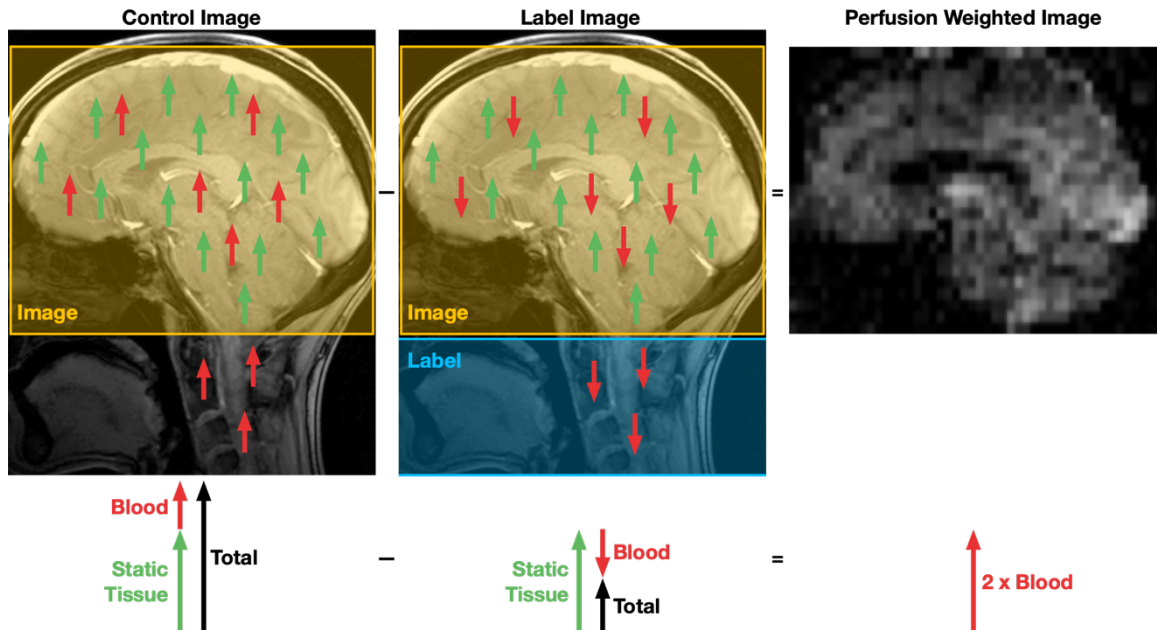 Control Image
Label Image
Perfusion Weighted Image
–
=
Image
Image
Label
Blood
Total
Static
Tissue
–
Static
Tissue
Blood
Total
=
2 x Blood